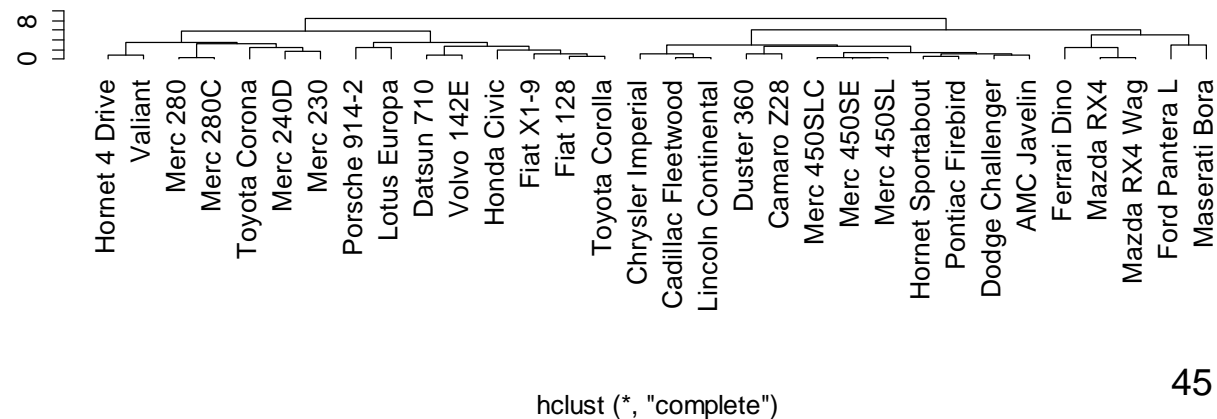 8
0
Hornet 4 Drive
Valiant
Merc 280
Merc 280C
Toyota Corona
Merc 240D
Merc 230
Porsche 914-2
Lotus Europa
Datsun 710
Volvo 142E
Honda Civic
Fiat X1-9
Fiat 128
Toyota Corolla
Chrysler Imperial
Cadillac Fleetwood
Lincoln Continental
Duster 360
Camaro Z28
Merc 450SLC
Merc 450SE
Merc 450SL
Hornet Sportabout
Pontiac Firebird
Dodge Challenger
AMC Javelin
Ferrari Dino
Mazda RX4
Mazda RX4 Wag
Ford Pantera L
Maserati Bora
45
hclust (*, "complete")